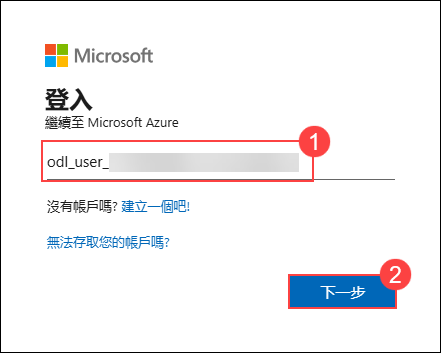 Microsoft
登入
繼續至 Microsoft Azure
1
odl_user_
沒有帳戶嗎? 建立一個吧!
無法存取您的帳戶嗎?
2
下一步